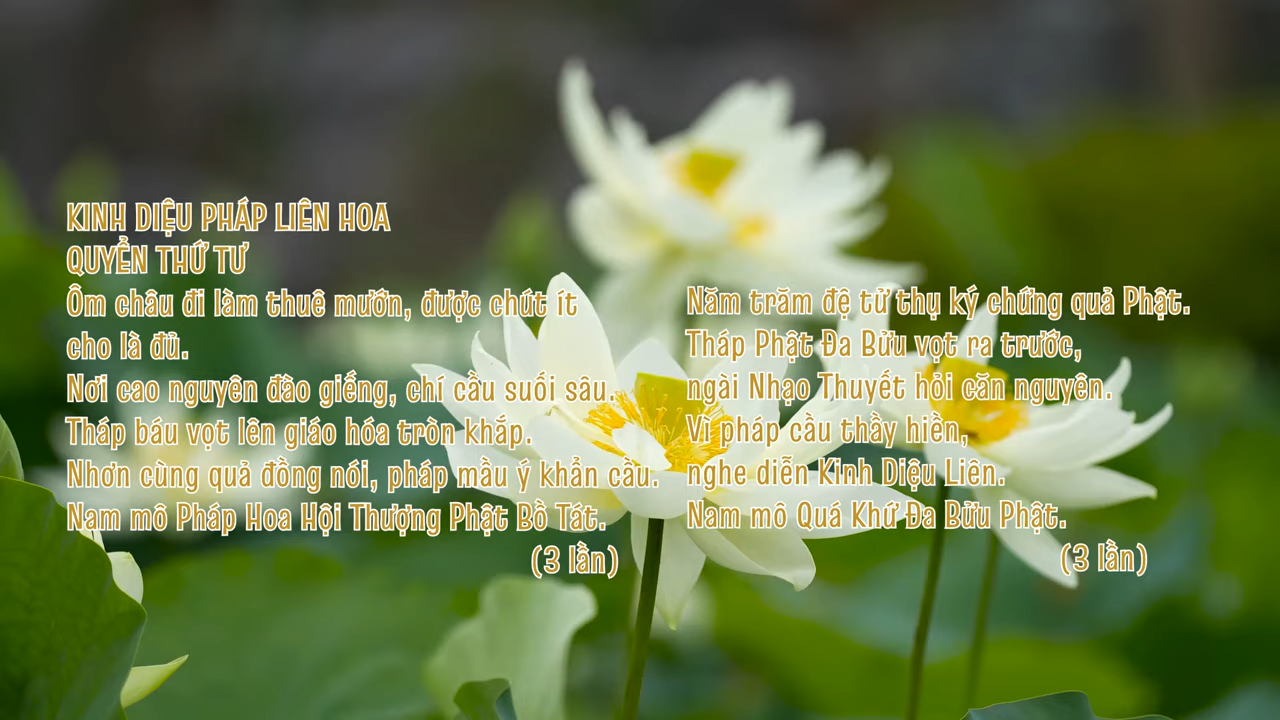 KINH DIỆU PHÁP LIÊN HOA
QUYỂN THỨ TƯ
Ôm châu đi làm thuê mướn, được chút ít
cho là đủ.
Nơi cao nguyên đào giếng, chí cầu suối sâu.
Tháp báu vọt lên giáo hóa tròn khắp.
Nhơn cùng quả đồng nói, pháp mầu ý khẩn cầu.
Nam mô Pháp Hoa Hội Thượng Phật Bồ Tát.
(3 lần)
Năm trăm đệ tử thụ ký chứng quả Phật.
Tháp Phật Đa Bửu vọt ra trước,
ngài Nhạo Thuyết hỏi căn nguyên.
Vì pháp cầu thầy hiền,
nghe diễn Kinh Diệu Liên.
Nam mô Quá Khứ Đa Bửu Phật.
(3 lần)